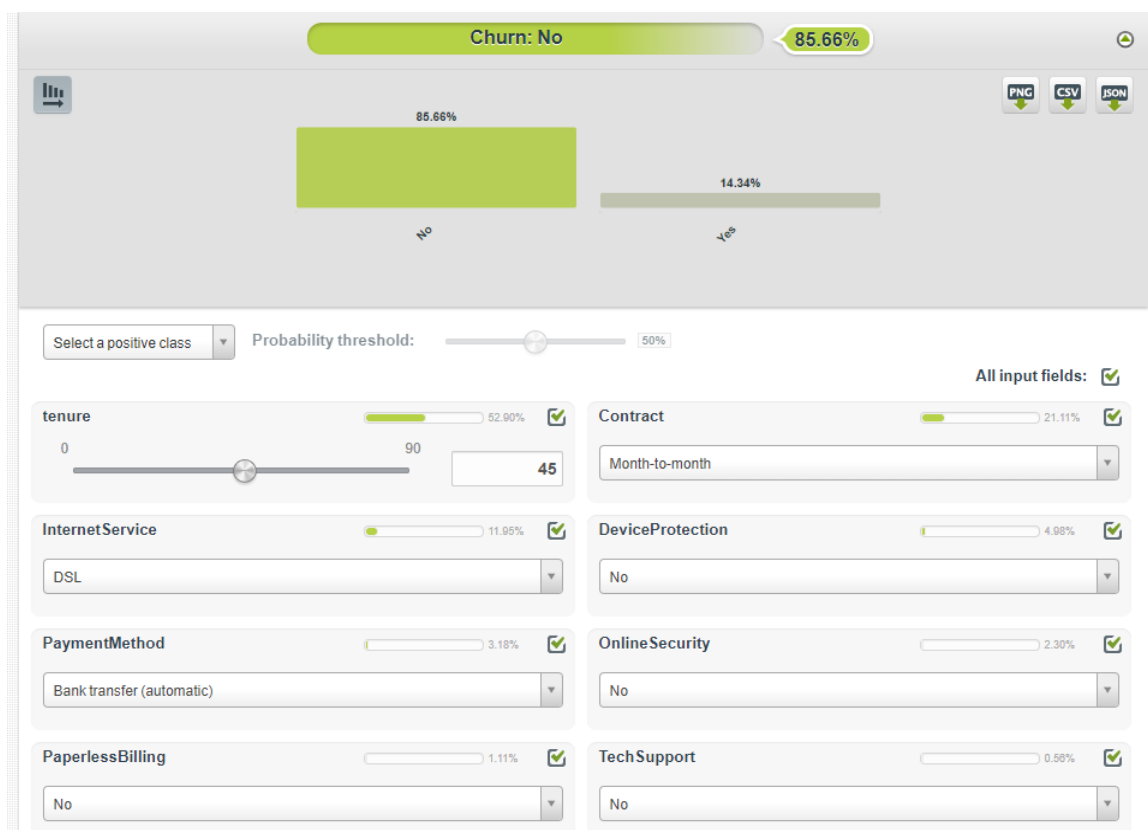 Churn: No
85.66%
PNG CSV JSON
85.66%
14.34%
No
Yes
Select a positive class
Probability threshold:
50%
All input fields:
tenure 52.90%
0 90
45
Contract 21.11%
Month-to-month
InternetService 11.95%
DSL
DeviceProtection 4.98%
No
PaymentMethod 3.18%
Bank transfer (automatic)
OnlineSecurity 2.30%
No
PaperlessBilling 1.11%
No
TechSupport 0.56%
No